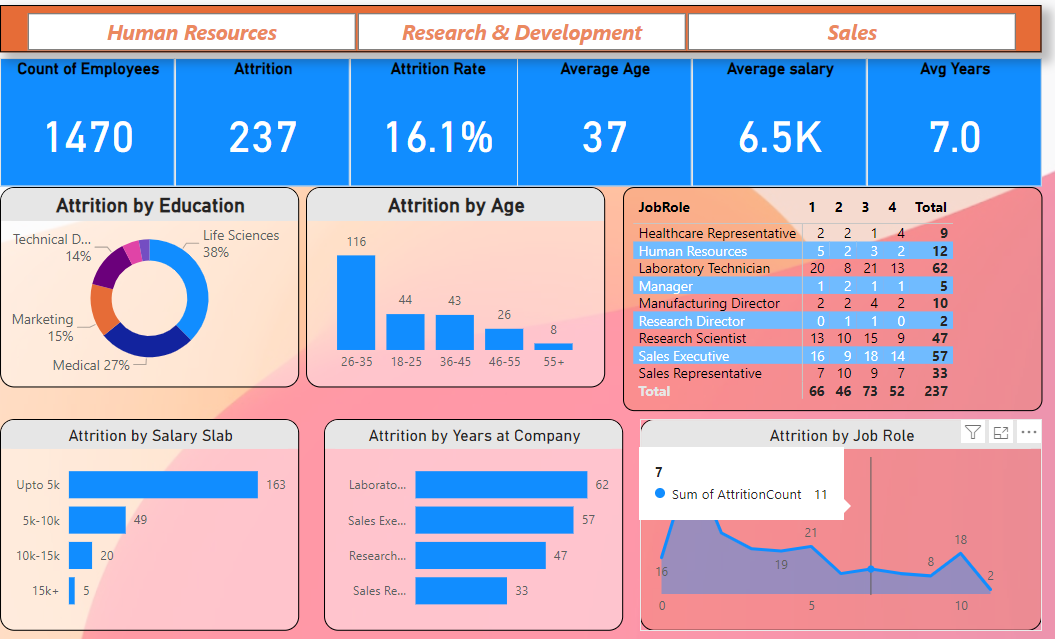 Human Resources
Research & Development
Sales
Count of Employees
Attrition
Attrition Rate
Average Age
Average salary
Avg Years
1470
237
16.1%
37
6.5K
7.0
Attrition by Education
Life Sciences
38%
Technical D...
14%
Marketing
15%
Medical 27%
Attrition by Age
116
44
43
26
8
26-35 18-25 36-45 46-55 55+
JobRole 1 2 3 4 Total
Healthcare Representative 2 2 1 4 9
Human Resources 5 2 3 2 12
Laboratory Technician 20 8 21 13 62
Manager 1 2 1 1 5
Manufacturing Director 2 2 4 2 10
Research Director 0 1 1 0 2
Research Scientist 13 10 15 9 47
Sales Executive 16 9 18 14 57
Sales Representative 7 10 9 7 33
Total 66 46 73 52 237
Attrition by Salary Slab
Upto 5k 163
5k-10k 49
10k-15k 20
15k+ 5
Attrition by Years at Company
Laborato... 62
Sales Exe... 57
Research... 47
Sales Re... 33
Attrition by Job Role
7
Sum of AttritionCount 11
16
19
21
8
18
2
0 5 10